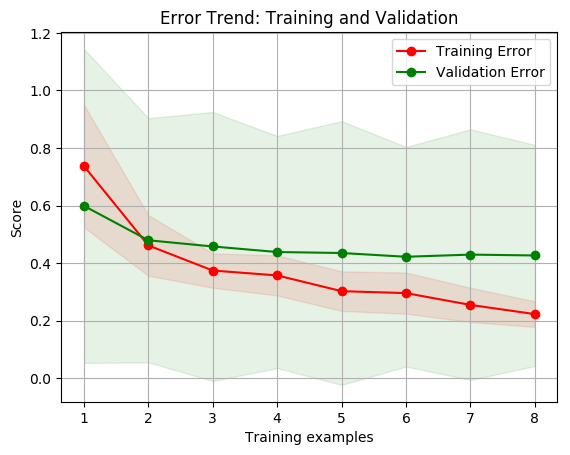 Error Trend: Training and Validation
Training Error
Validation Error
Score
1.2
1.0
0.8
0.6
0.4
0.2
0.0
1 2 3 4 5 6 7 8
Training examples